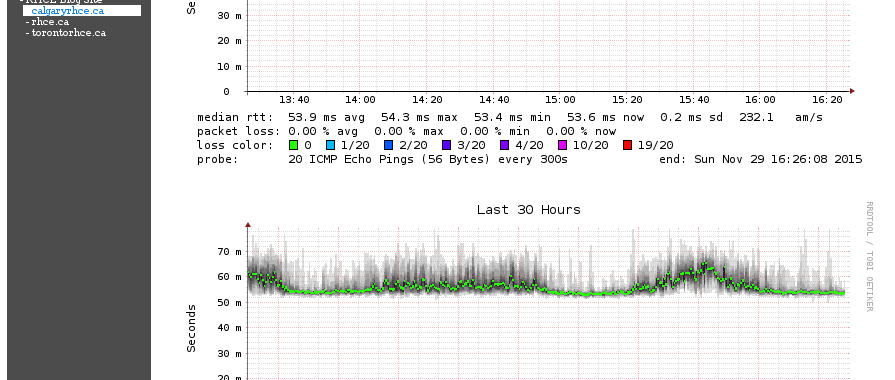 - RHCE Blog Site
calgaryrhce.ca
- rhce.ca
- torontorhce.ca
Se
30 m
20 m
10 m
0
13:40 14:00 14:20 14:40 15:00 15:20 15:40 16:00 16:20
median rtt: 53.9 ms avg 54.3 ms max 53.4 ms min 53.6 ms now 0.2 ms sd 232.1 am/s
packet loss: 0.00 % avg 0.00 % max 0.00 % min 0.00 % now
loss color: 0 1/20 2/20 3/20 4/20 10/20 19/20
probe: 20 ICMP Echo Pings (56 Bytes) every 300s end: Sun Nov 29 16:26:08 2015
Last 30 Hours
RRDTOOL / TOBI OETIKER
70 m
60 m
50 m
40 m
30 m
20 m
Seconds